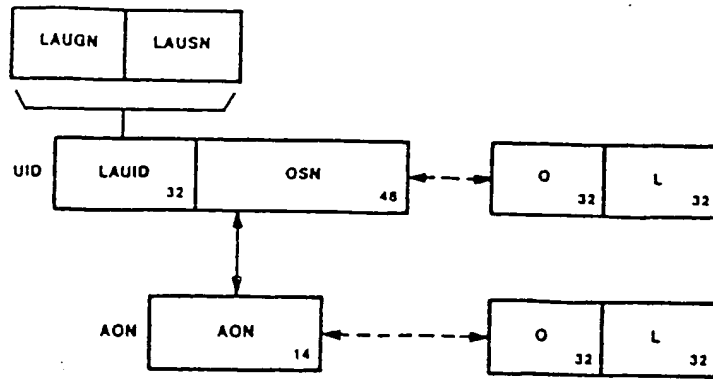 LAUGN LAUSN
UID LAUID 32 OSN 48 O 32 L 32
AON AON 14 O 32 L 32